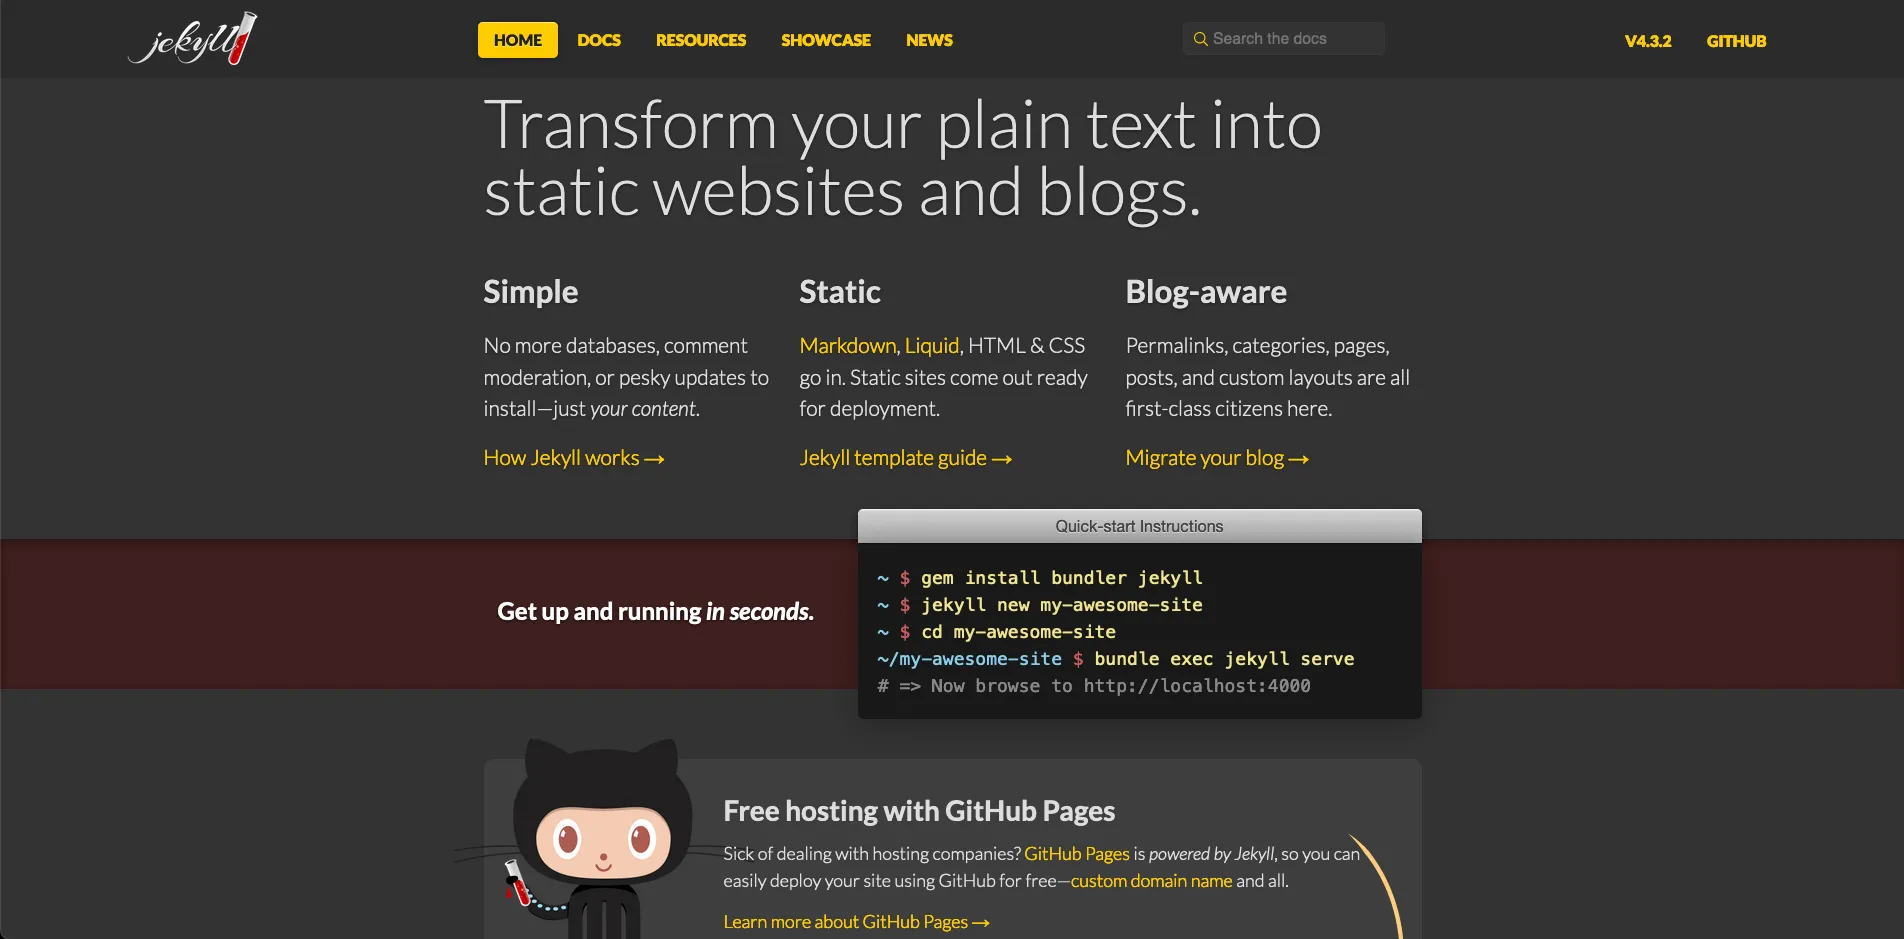 jekyll
HOME
DOCS
RESOURCES
SHOWCASE
NEWS
Search the docs
V4.3.2
GITHUB
Transform your plain text into
static websites and blogs.
Simple
No more databases, comment
moderation, or pesky updates to
install—just your content.
How Jekyll works →
Static
Markdown, Liquid, HTML & CSS
go in. Static sites come out ready
for deployment.
Jekyll template guide →
Blog-aware
Permalinks, categories, pages,
posts, and custom layouts are all
first-class citizens here.
Migrate your blog →
Get up and running in seconds.
Quick-start Instructions
~ $ gem install bundler jekyll
~ $ jekyll new my-awesome-site
~ $ cd my-awesome-site
~/my-awesome-site $ bundle exec jekyll serve
# => Now browse to http://localhost:4000
Free hosting with GitHub Pages
Sick of dealing with hosting companies? GitHub Pages is powered by Jekyll, so you can
easily deploy your site using GitHub for free—custom domain name and all.
Learn more about GitHub Pages →